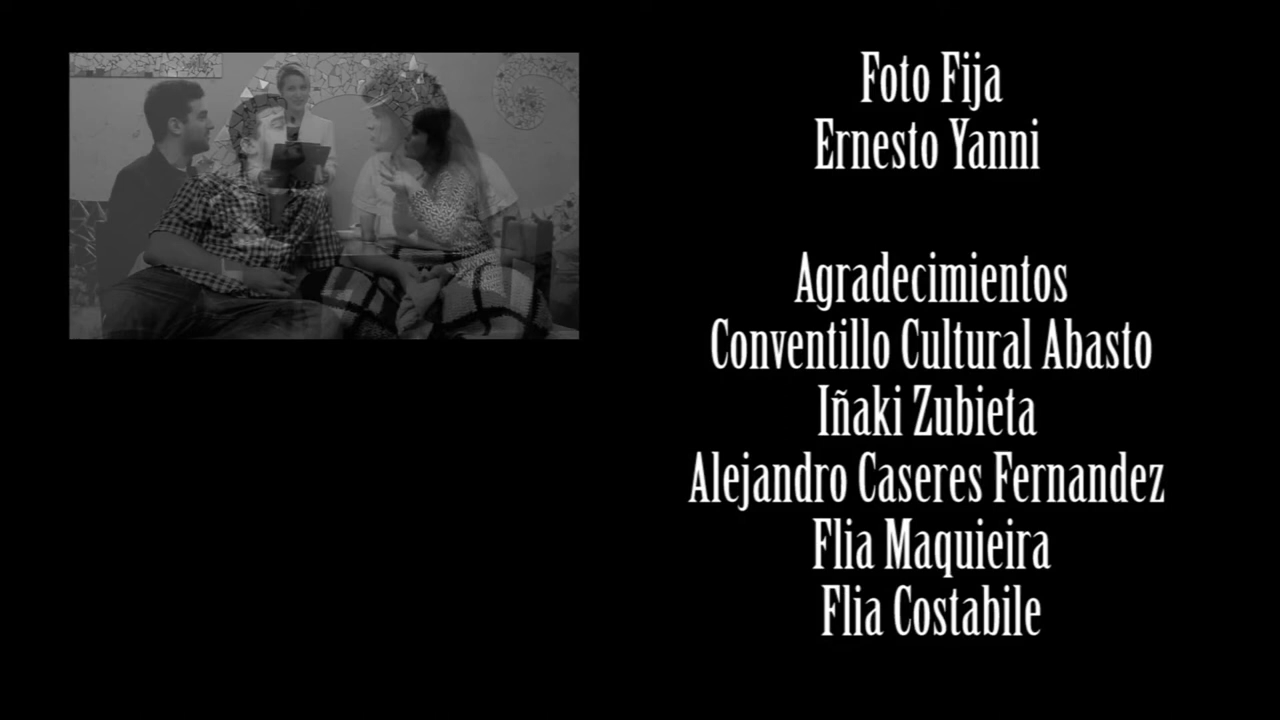 Foto Fija
Ernesto Yanni
Agradecimientos
Conventillo Cultural Abasto
Iñaki Zubieta
Alejandro Caseres Fernandez
Flia Maquieira
Flia Costabile